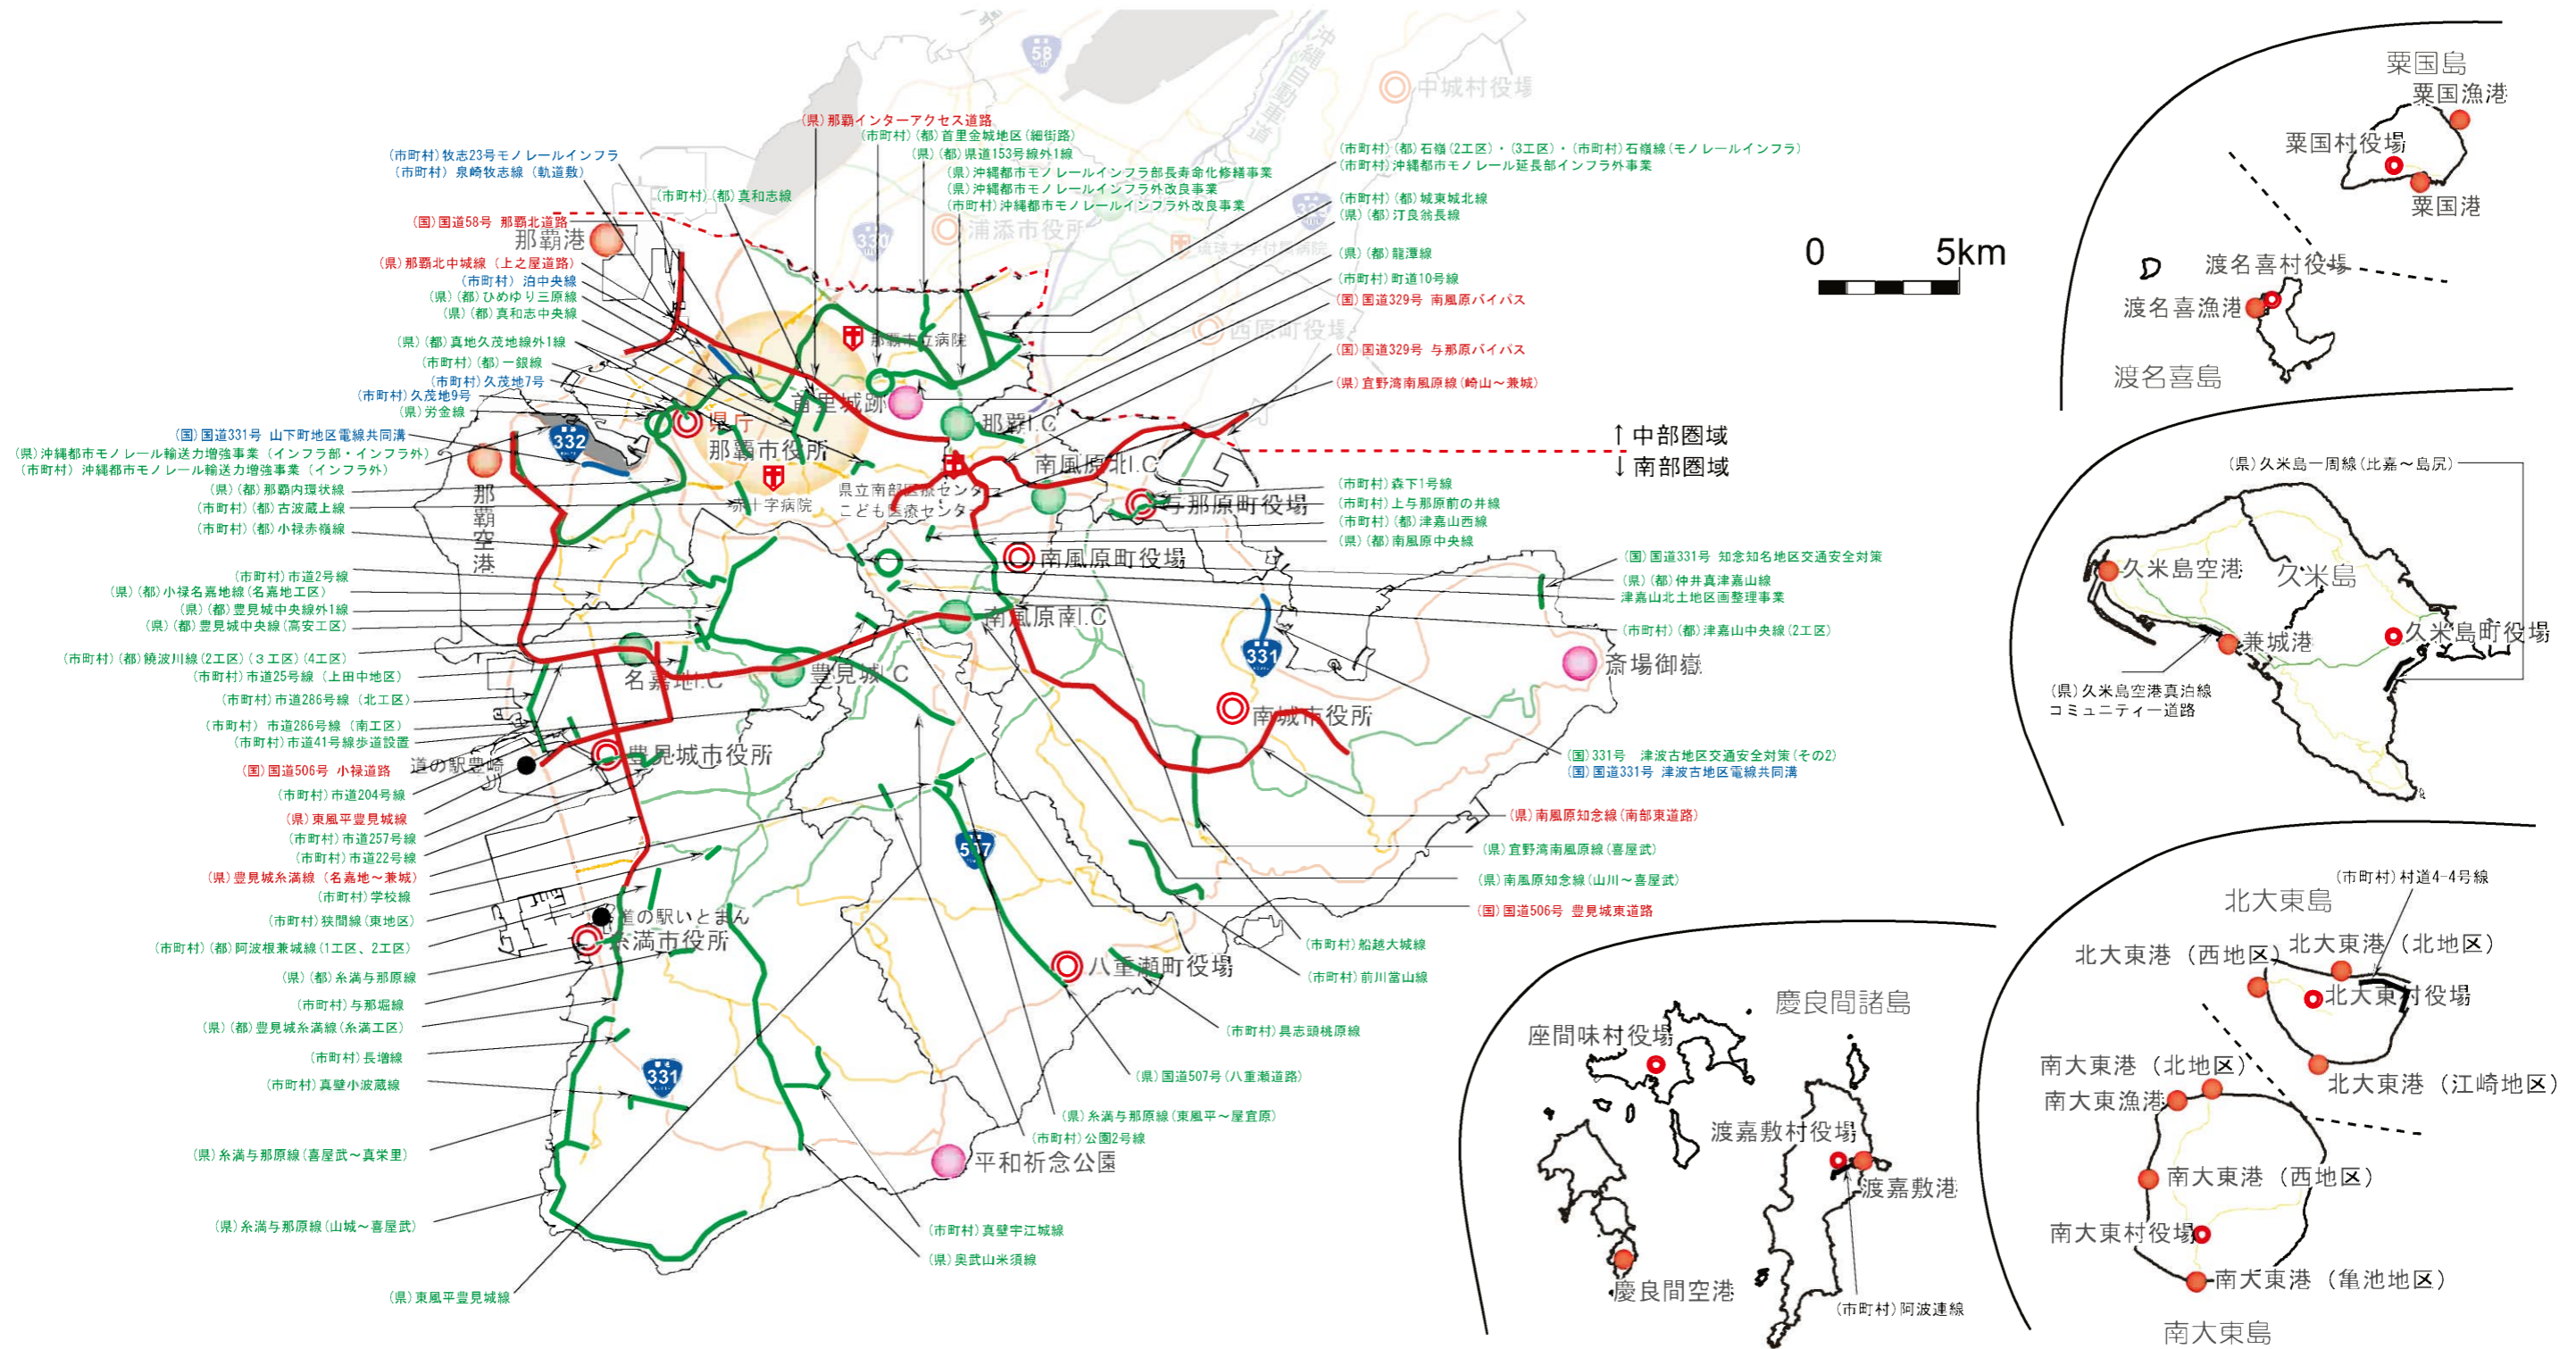 58
沖縄自動車道
中城村役場
(県)那覇インターアクセス道路
(市町村)(都)首里金城地区(細街路)
(県)(都)県道153号線外1線
(県)沖縄都市モノレールインフラ部長寿命化修繕事業
(県)沖縄都市モノレールインフラ外改良事業
(市町村)沖縄都市モノレールインフラ外改良事業
(市町村)牧志23号モノレールインフラ
(市町村)泉崎牧志線(軌道敷)
(市町村)(都)真和志線
(国)国道58号 那覇北道路
那覇港
(県)那覇北中城線(上之屋道路)
(市町村)泊中央線
(県)(都)ひめゆり三原線
(県)(都)真和志中央線
(県)(都)真地久茂地線外1線
(市町村)(都)一銀線
(市町村)久茂地7号
(市町村)久茂地9号
(県)労金線
(国)国道331号 山下町地区電線共同溝
(県)沖縄都市モノレール輸送力増強事業(インフラ部・インフラ外)
(市町村)沖縄都市モノレール輸送力増強事業(インフラ外)
(県)(都)那覇内環状線
(市町村)(都)古波蔵上線
(市町村)(都)小禄赤嶺線
(市町村)市道2号線
(県)(都)小禄名嘉地線(名嘉地工区)
(県)(都)豊見城中央線外1線
(県)(都)豊見城中央線(高安工区)
(市町村)(都)饒波川線(2工区)(3工区)(4工区)
(市町村)市道25号線(上田中地区)
(市町村)市道286号線(北工区)
(市町村)市道286号線(南工区)
(市町村)市道41号線歩道設置
(国)国道506号 小禄道路
(市町村)市道204号線
(県)東風平豊見城線
(市町村)市道257号線
(市町村)市道22号線
(県)豊見城糸満線(名嘉地~兼城)
(市町村)学校線
(市町村)狭間線(東地区)
(市町村)(都)阿波根兼城線(1工区、2工区)
(県)(都)糸満与那原線
(市町村)与那堀線
(県)(都)豊見城糸満線(糸満工区)
(市町村)長増線
(市町村)真壁小波蔵線
(県)糸満与那原線(喜屋武~真栄里)
(県)糸満与那原線(山城~喜屋武)
(県)東風平豊見城線
浦添市役所
330
琉球大学付属病院
西原町役場
那覇市立病院
首里城跡
那覇I.C
県庁
那覇市役所
332
那覇空港
赤十字病院
県立南部医療センター
こども医療センター
南風原北I.C
与那原町役場
南風原町役場
南風原南I.C
名嘉地I.C
豊見城I.C
豊見城市役所
道の駅豊崎
南城市役所
斎場御嶽
331
507
道の駅いとまん
糸満市役所
八重瀬町役場
331
平和祈念公園
(市町村)(都)石嶺(2工区)・(3工区)・(市町村)石嶺線(モノレールインフラ)
(市町村)沖縄都市モノレール延長部インフラ外事業
(市町村)(都)城東城北線
(県)(都)汀良翁長線
(県)(都)龍潭線
(市町村)町道10号線
(国)国道329号 南風原バイパス
(国)国道329号 与那原バイパス
(県)宜野湾南風原線(崎山~兼城)
↑中部圏域
↓南部圏域
(市町村)森下1号線
(市町村)上与那原前の井線
(市町村)(都)津嘉山西線
(県)(都)南風原中央線
(国)国道331号 知念知名地区交通安全対策
(県)(都)仲井真津嘉山線
津嘉山北土地区画整理事業
(市町村)(都)津嘉山中央線(2工区)
(国)331号 津波古地区交通安全対策(その2)
(国)国道331号 津波古地区電線共同溝
(県)南風原知念線(南部東道路)
(県)宜野湾南風原線(喜屋武)
(県)南風原知念線(山川~喜屋武)
(国)国道506号 豊見城東道路
(市町村)船越大城線
(市町村)前川當山線
(市町村)具志頭桃原線
(県)国道507号(八重瀬道路)
(県)糸満与那原線(東風平~屋宜原)
(市町村)公園2号線
(市町村)真壁宇江城線
(県)奥武山米須線
0 5km
粟国島
粟国漁港
粟国村役場
粟国港
渡名喜村役場
渡名喜漁港
渡名喜島
(県)久米島一周線(比嘉~島尻)
久米島空港
久米島
兼城港
久米島町役場
(県)久米島空港真泊線
コミュニティー道路
(市町村)村道4-4号線
北大東島
北大東港(西地区)
北大東港(北地区)
北大東村役場
北大東港(江崎地区)
南大東港(北地区)
南大東漁港
南大東港(西地区)
南大東村役場
南大東港(亀池地区)
南大東島
慶良間諸島
座間味村役場
渡嘉敷村役場
渡嘉敷港
慶良間空港
(市町村)阿波連線